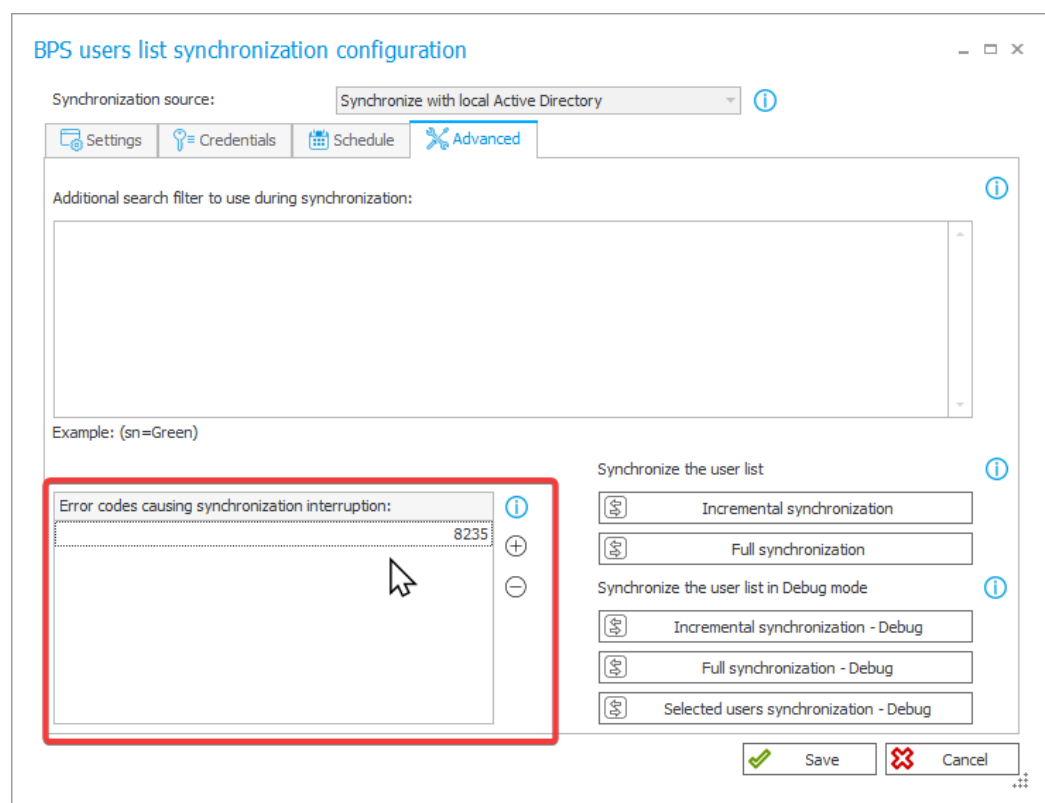 BPS users list synchronization configuration
Synchronization source: Synchronize with local Active Directory
Settings Credentials Schedule Advanced
Additional search filter to use during synchronization:
Example: (sn=Green)
Synchronize the user list
Error codes causing synchronization interruption:
8235
Incremental synchronization
Full synchronization
Synchronize the user list in Debug mode
Incremental synchronization - Debug
Full synchronization - Debug
Selected users synchronization - Debug
Save Cancel